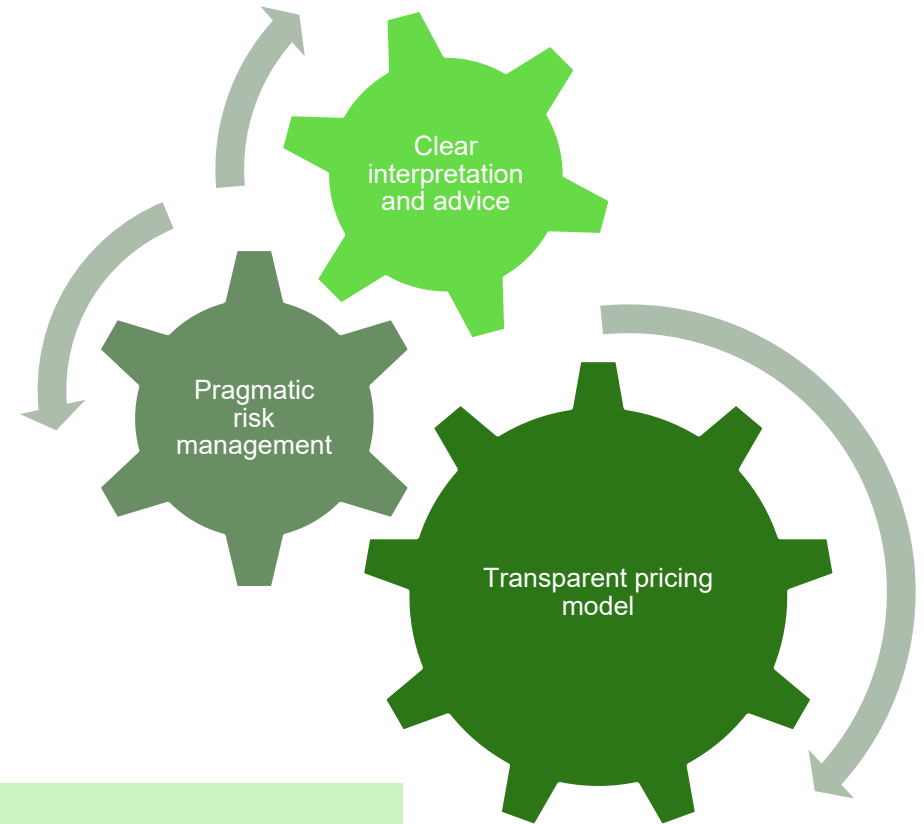 Clear
interpretation
and advice
Pragmatic
risk
management
Transparent pricing
model